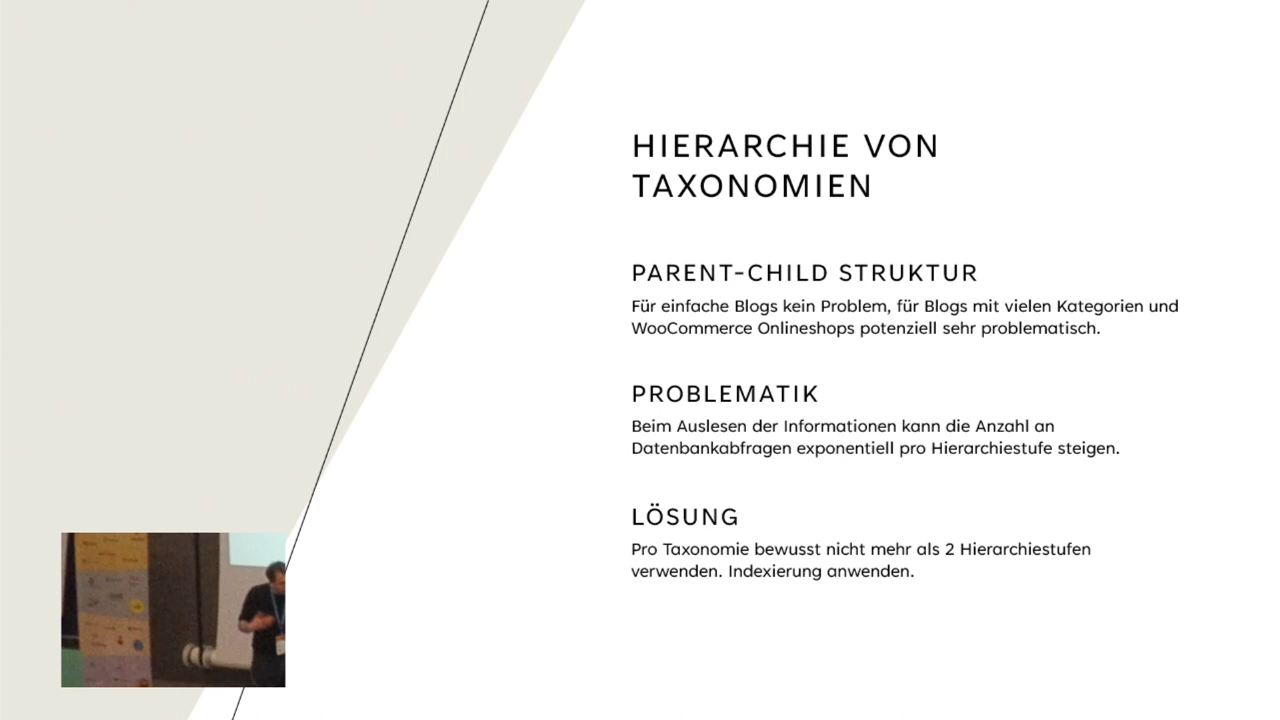 HIERARCHIE VON
TAXONOMIEN
PARENT-CHILD STRUKTUR
Für einfache Blogs kein Problem, für Blogs mit vielen Kategorien und
WooCommerce Onlineshops potenziell sehr problematisch.
PROBLEMATIK
Beim Auslesen der Informationen kann die Anzahl an
Datenbankabfragen exponentiell pro Hierarchiestufe steigen.
LÖSUNG
Pro Taxonomie bewusst nicht mehr als 2 Hierarchiestufen
verwenden. Indexierung anwenden.